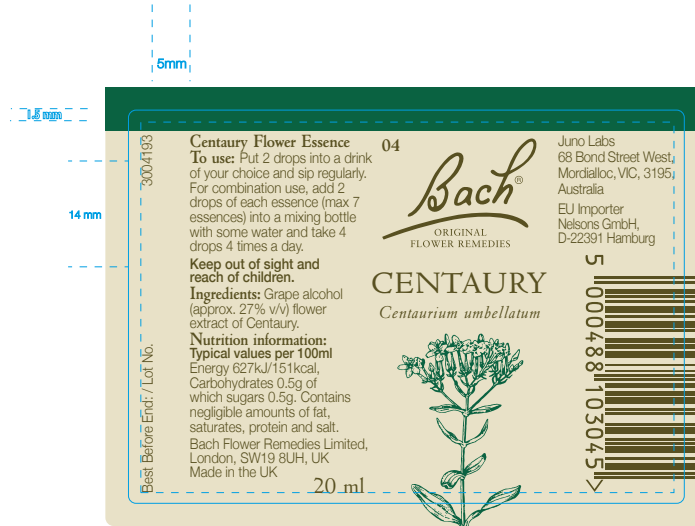 5mm
1.5 mm
14 mm
3004193
Best Before End: / Lot No.
Centaury Flower Essence
To use: Put 2 drops into a drink
of your choice and sip regularly.
For combination use, add 2
drops of each essence (max 7
essences) into a mixing bottle
with some water and take 4
drops 4 times a day.
Keep out of sight and
reach of children.
Ingredients: Grape alcohol
(approx. 27% v/v) flower
extract of Centaury.
Nutrition information:
Typical values per 100ml
Energy 627kJ/151kcal,
Carbohydrates 0.5g of
which sugars 0.5g. Contains
negligible amounts of fat,
saturates, protein and salt.
Bach Flower Remedies Limited,
London, SW19 8UH, UK
Made in the UK
20 ml
04
Bach®
ORIGINAL
FLOWER REMEDIES
CENTAURY
Centaurium umbellatum
Juno Labs
68 Bond Street West,
Mordialloc, VIC, 3195,
Australia
EU Importer
Nelsons GmbH,
D-22391 Hamburg
5 000488 103045 >